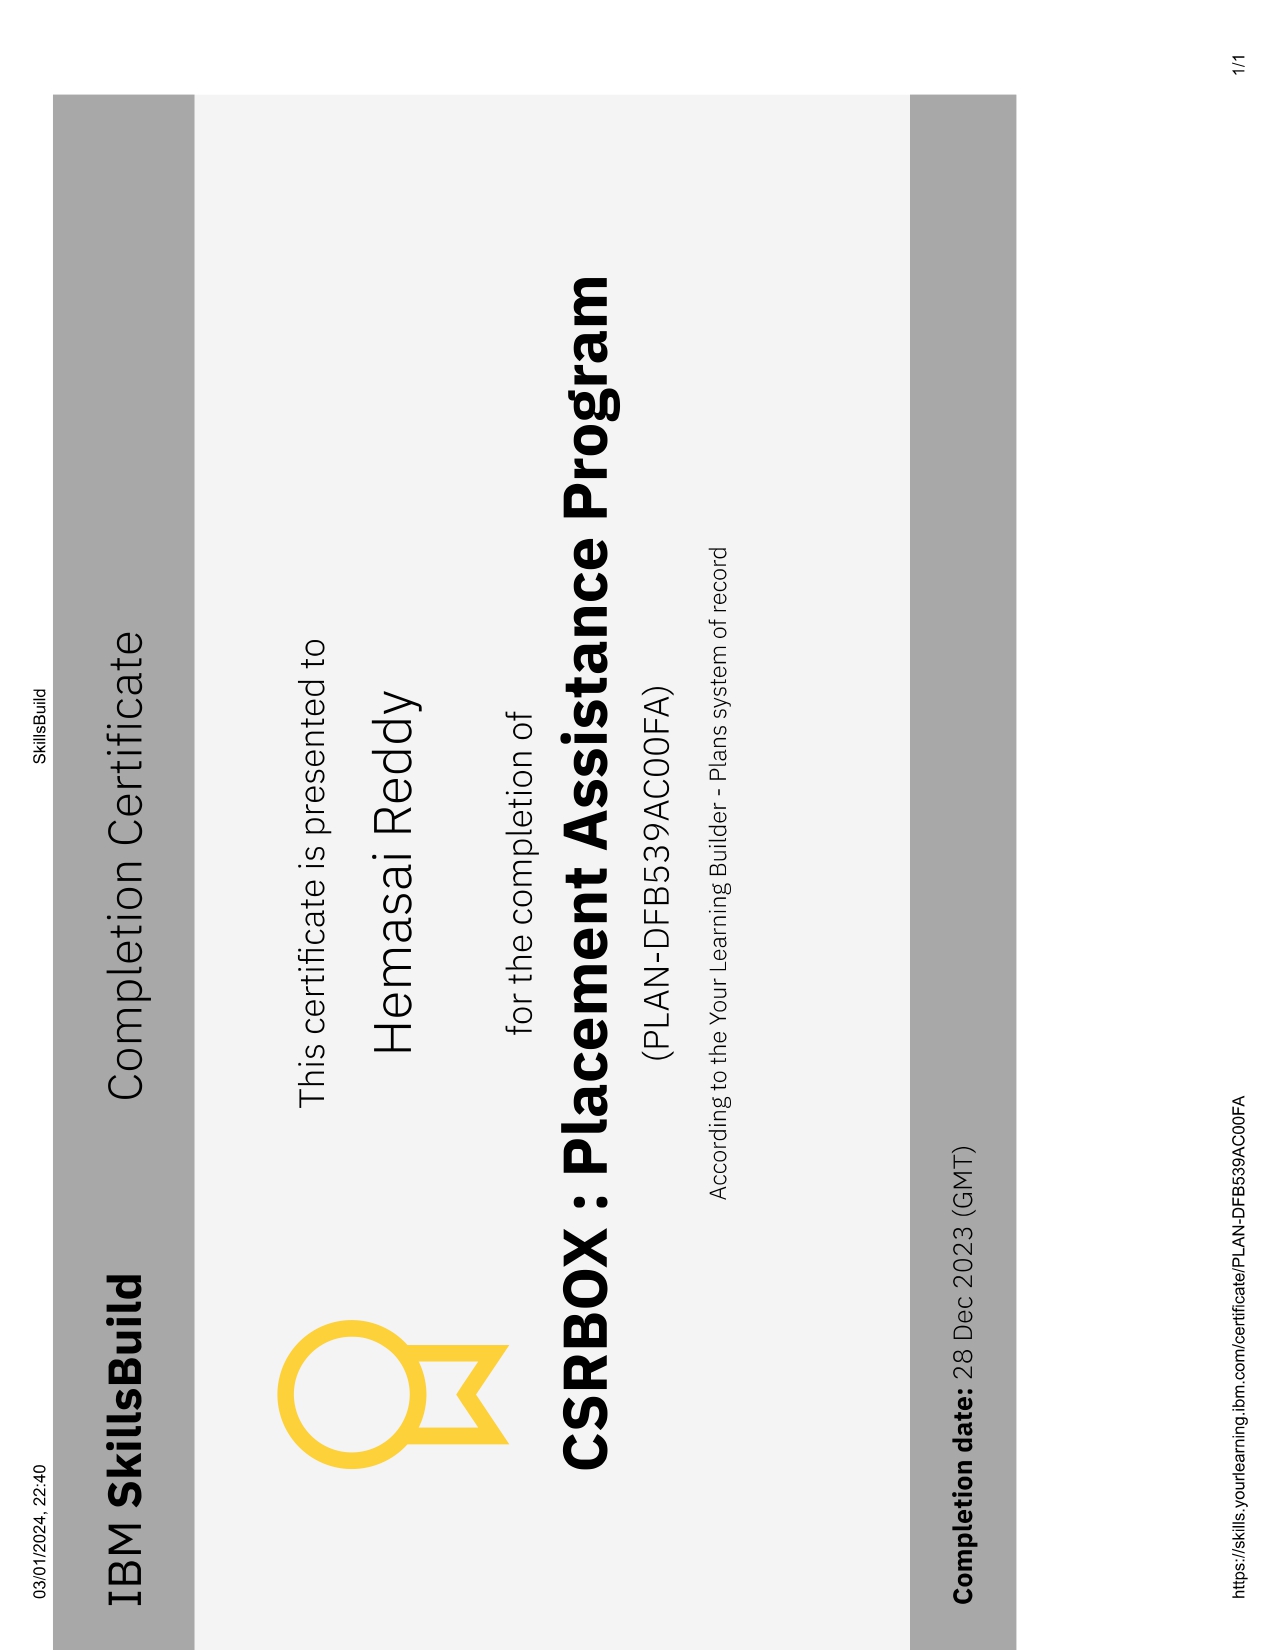 03/01/2024, 22:40 SkillsBuild
IBM SkillsBuild Completion Certificate
This certificate is presented to
Hemasai Reddy
for the completion of
CSRBOX : Placement Assistance Program
(PLAN-DFB539AC00FA)
According to the Your Learning Builder - Plans system of record
Completion date: 28 Dec 2023 (GMT)
https://skills.yourlearning.ibm.com/certificate/PLAN-DFB539AC00FA 1/1